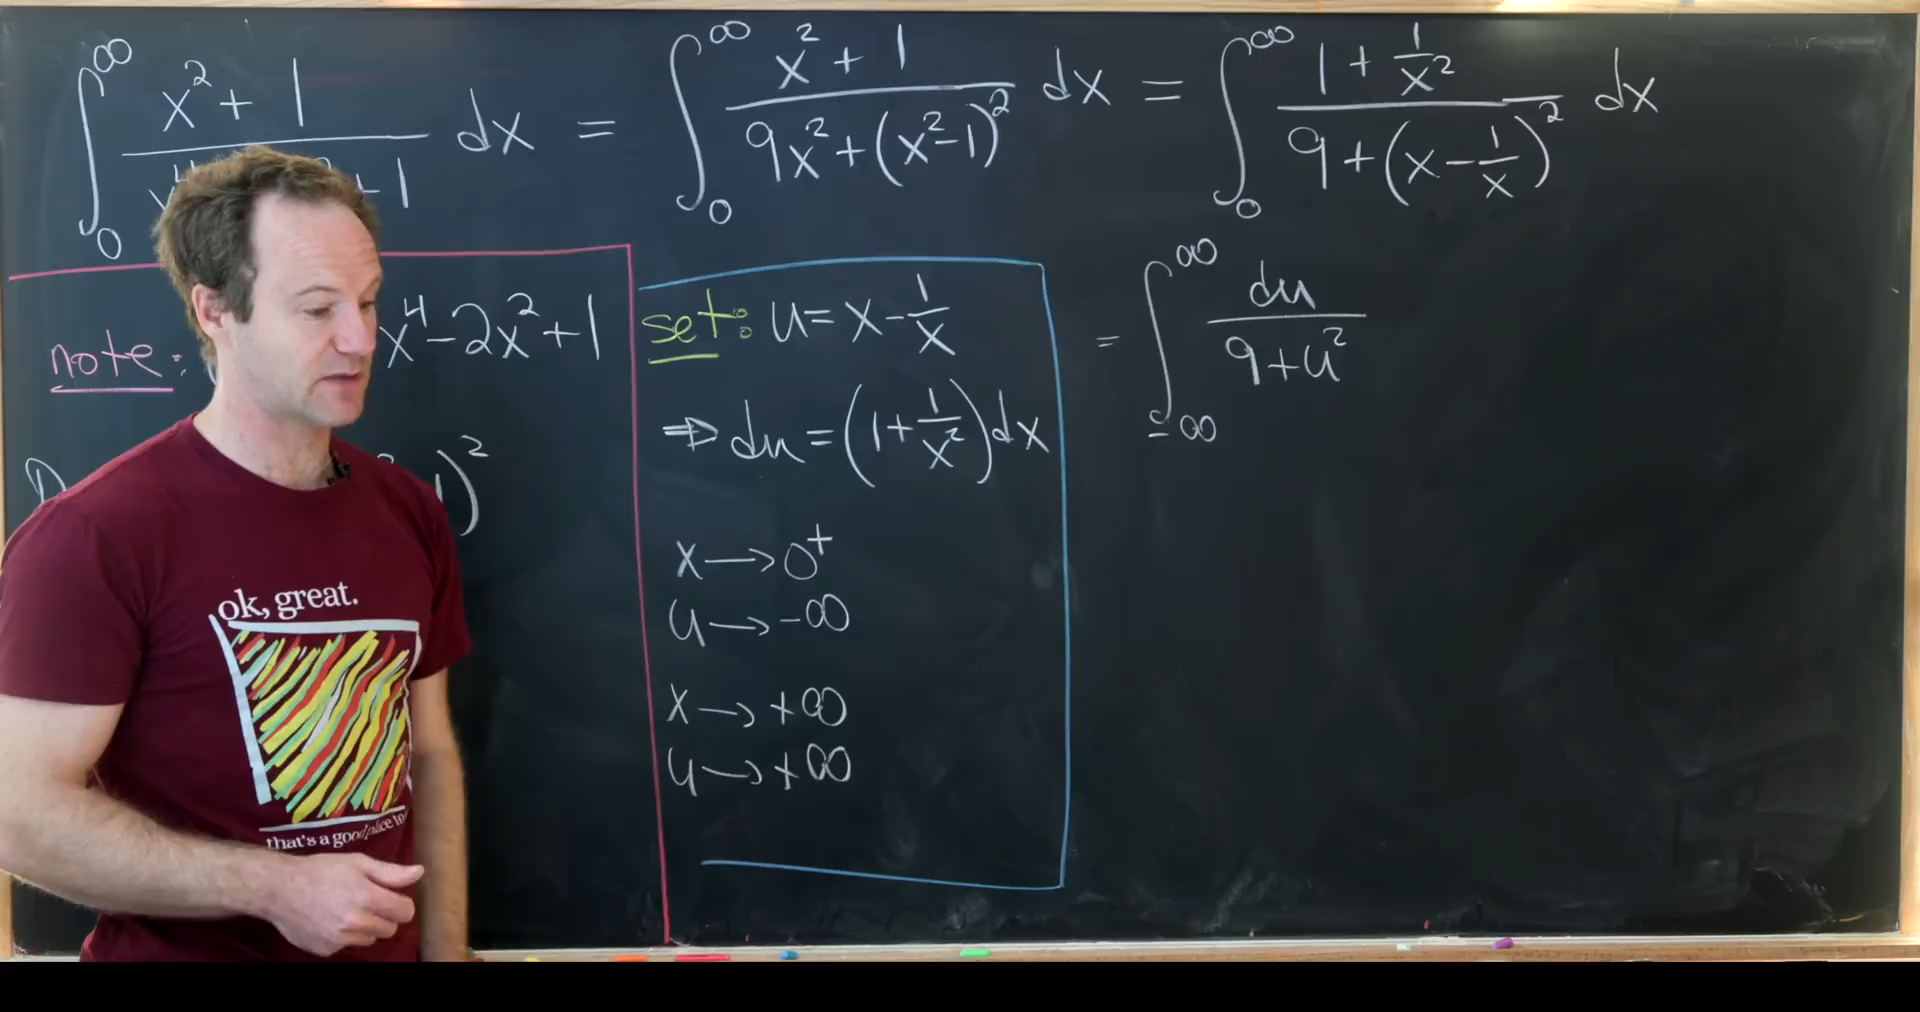 ∫₀^∞ (x² + 1)/( + 1) dx = ∫₀^∞ (x² + 1)/(9x² + (x² - 1)²) dx = ∫₀^∞ (1 + 1/x²)/(9 + (x - 1/x)²) dx
note: x⁴ - 2x² + 1
)²
set: u = x - 1/x
⇒ du = (1 + 1/x²) dx
x → 0⁺
u → -∞
x → +∞
u → +∞
= ∫_{-∞}^{∞} du/(9 + u²)
ok, great.
that's a good place to